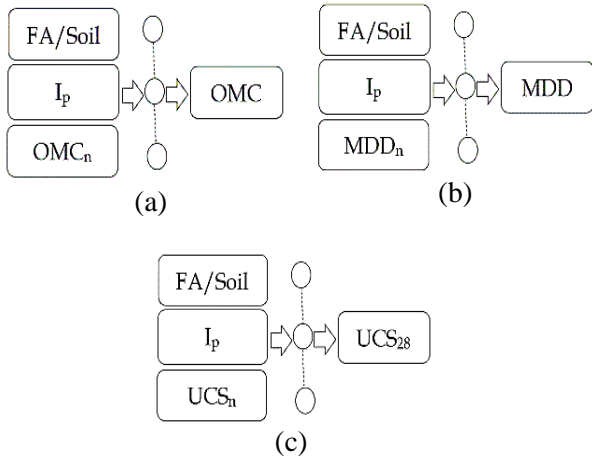 FA/Soil
Ip
OMCn
OMC
(a)
FA/Soil
Ip
MDDn
MDD
(b)
FA/Soil
Ip
UCSn
UCS28
(c)